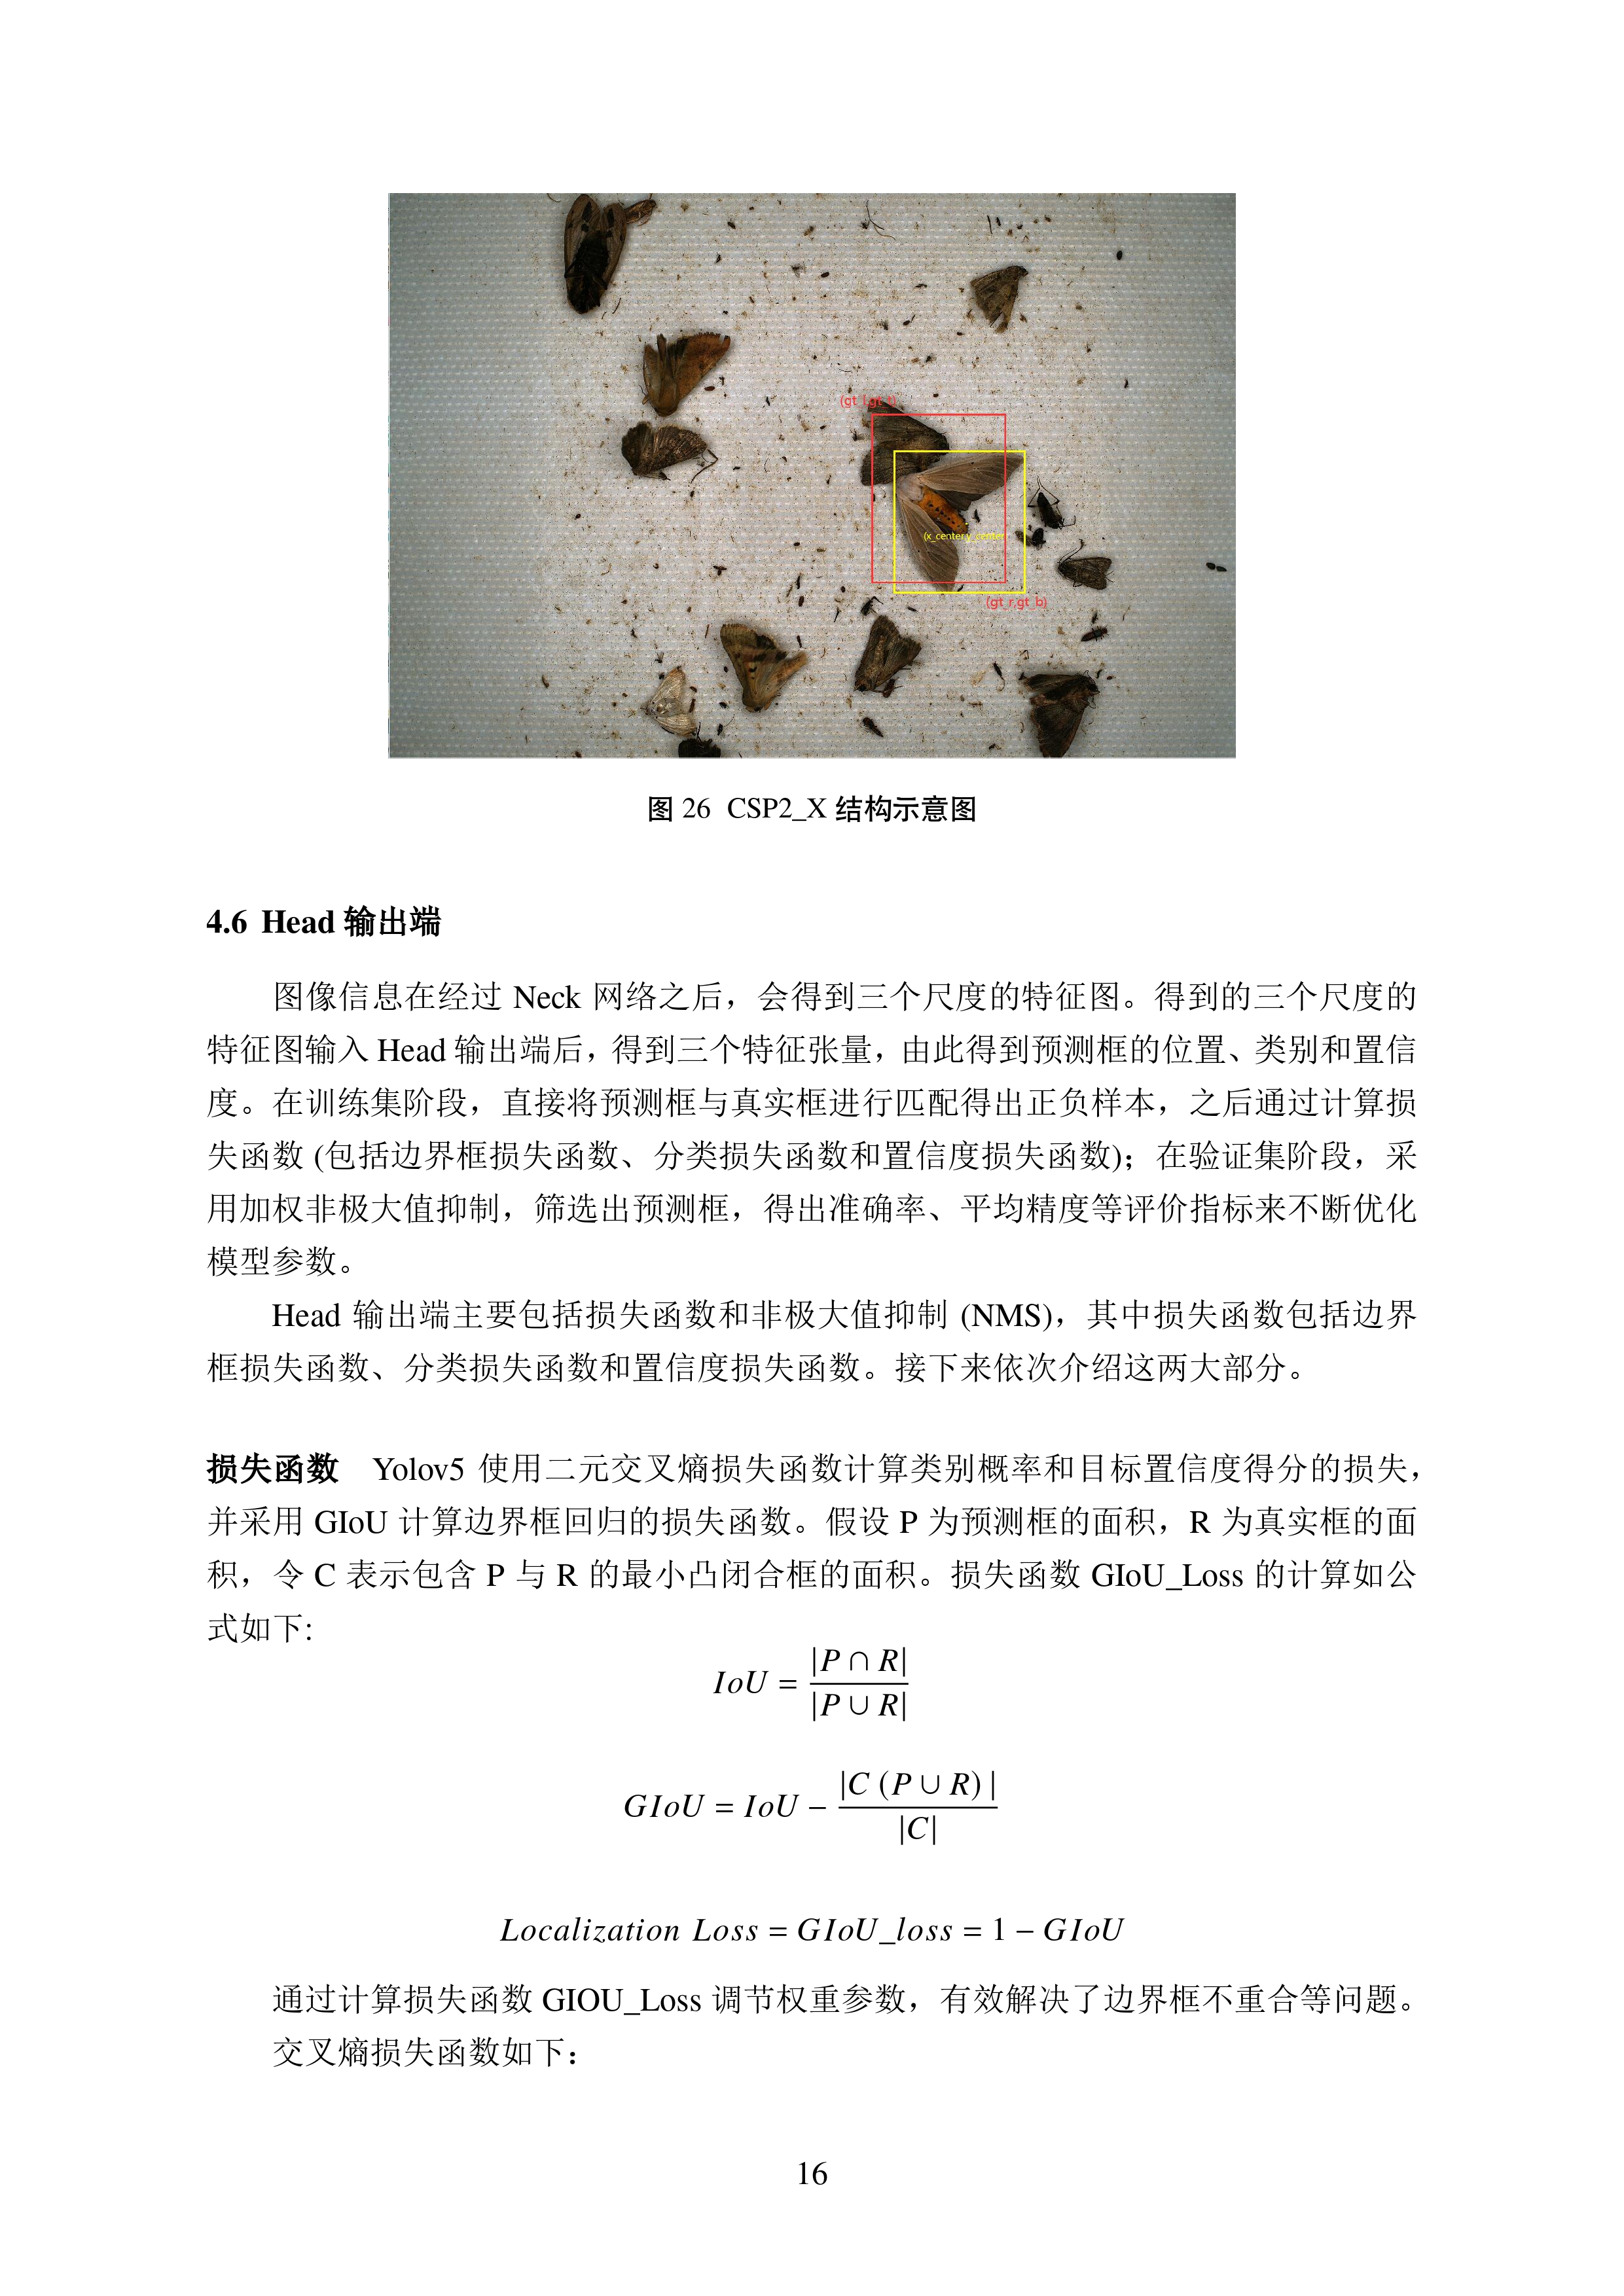 (gt_l,gt_t)
(x_center,y_center
(gt_r,gt_b)
图 26 CSP2_X 结构示意图
4.6 Head 输出端
图像信息在经过 Neck 网络之后，会得到三个尺度的特征图。得到的三个尺度的
特征图输入 Head 输出端后，得到三个特征张量，由此得到预测框的位置、类别和置信
度。在训练集阶段，直接将预测框与真实框进行匹配得出正负样本，之后通过计算损
失函数 (包括边界框损失函数、分类损失函数和置信度损失函数)；在验证集阶段，采
用加权非极大值抑制，筛选出预测框，得出准确率、平均精度等评价指标来不断优化
模型参数。
Head 输出端主要包括损失函数和非极大值抑制 (NMS)，其中损失函数包括边界
框损失函数、分类损失函数和置信度损失函数。接下来依次介绍这两大部分。
损失函数 Yolov5 使用二元交叉熵损失函数计算类别概率和目标置信度得分的损失，
并采用 GIoU 计算边界框回归的损失函数。假设 P 为预测框的面积，R 为真实框的面
积，令 C 表示包含 P 与 R 的最小凸闭合框的面积。损失函数 GIoU_Loss 的计算如公
式如下:
IoU = |P ∩ R| / |P ∪ R|
GIoU = IoU − |C (P ∪ R)| / |C|
Localization Loss = GIoU_loss = 1 − GIoU
通过计算损失函数 GIOU_Loss 调节权重参数，有效解决了边界框不重合等问题。
交叉熵损失函数如下：
16